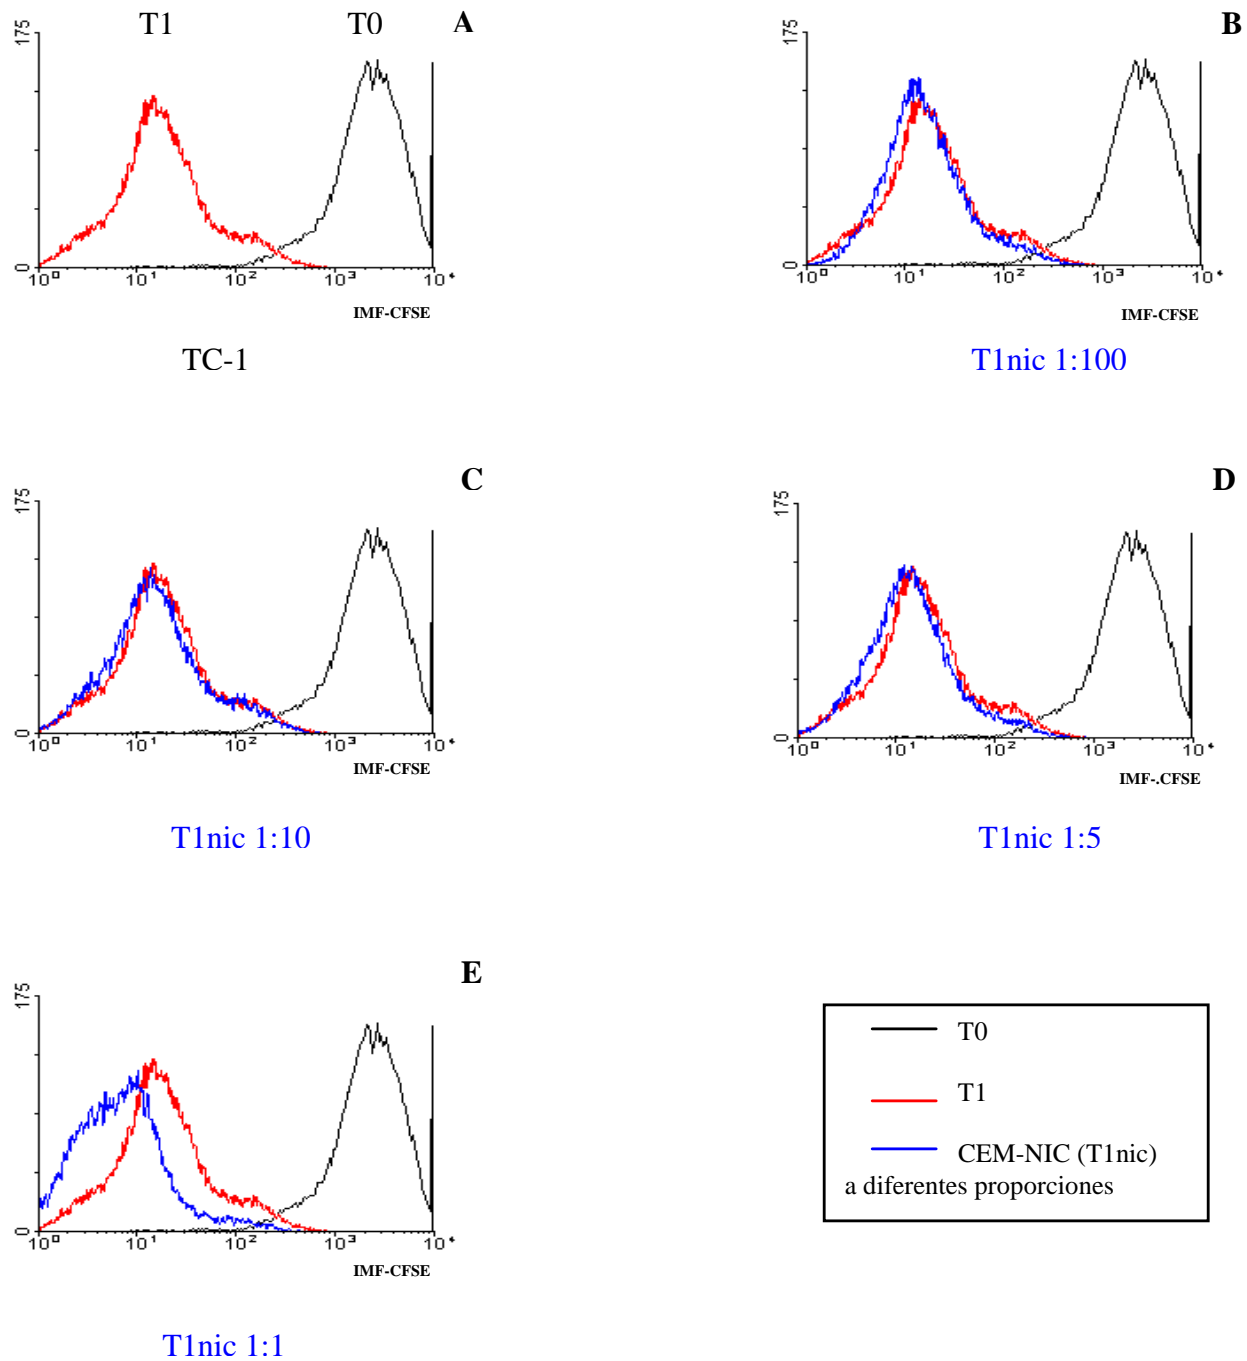 T1 T0 A
175
0
10⁰ 10¹ 10² 10³ 10⁴
IMF-CFSE
TC-1
B
175
0
10⁰ 10¹ 10² 10³ 10⁴
IMF-CFSE
T1nic 1:100
C
175
0
10⁰ 10¹ 10² 10³ 10⁴
IMF-CFSE
T1nic 1:10
D
175
0
10⁰ 10¹ 10² 10³ 10⁴
IMF-.CFSE
T1nic 1:5
E
175
0
10⁰ 10¹ 10² 10³ 10⁴
IMF-CFSE
T1nic 1:1
T0
T1
CEM-NIC (T1nic)
a diferentes proporciones